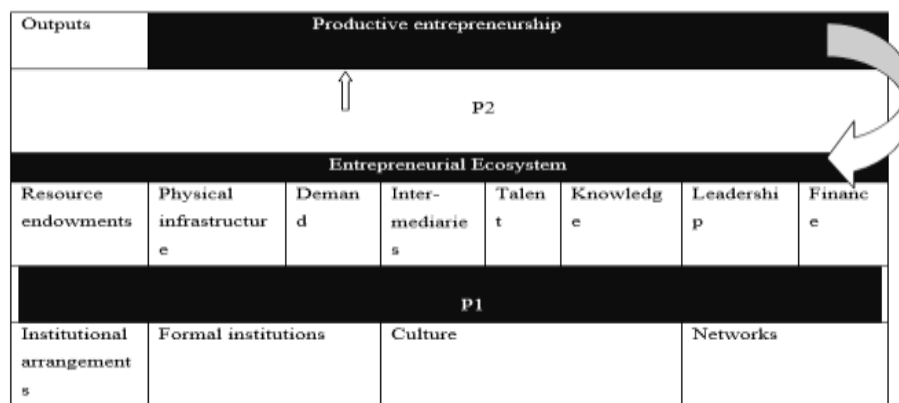 Outputs Productive entrepreneurship
P2
Entrepreneurial Ecosystem
Resource Physical Deman Inter- Talen Knowledg Leadershi Financ
endowments infrastructur d mediarie t e p e
e s
P1
Institutional Formal institutions Culture Networks
arrangement
s